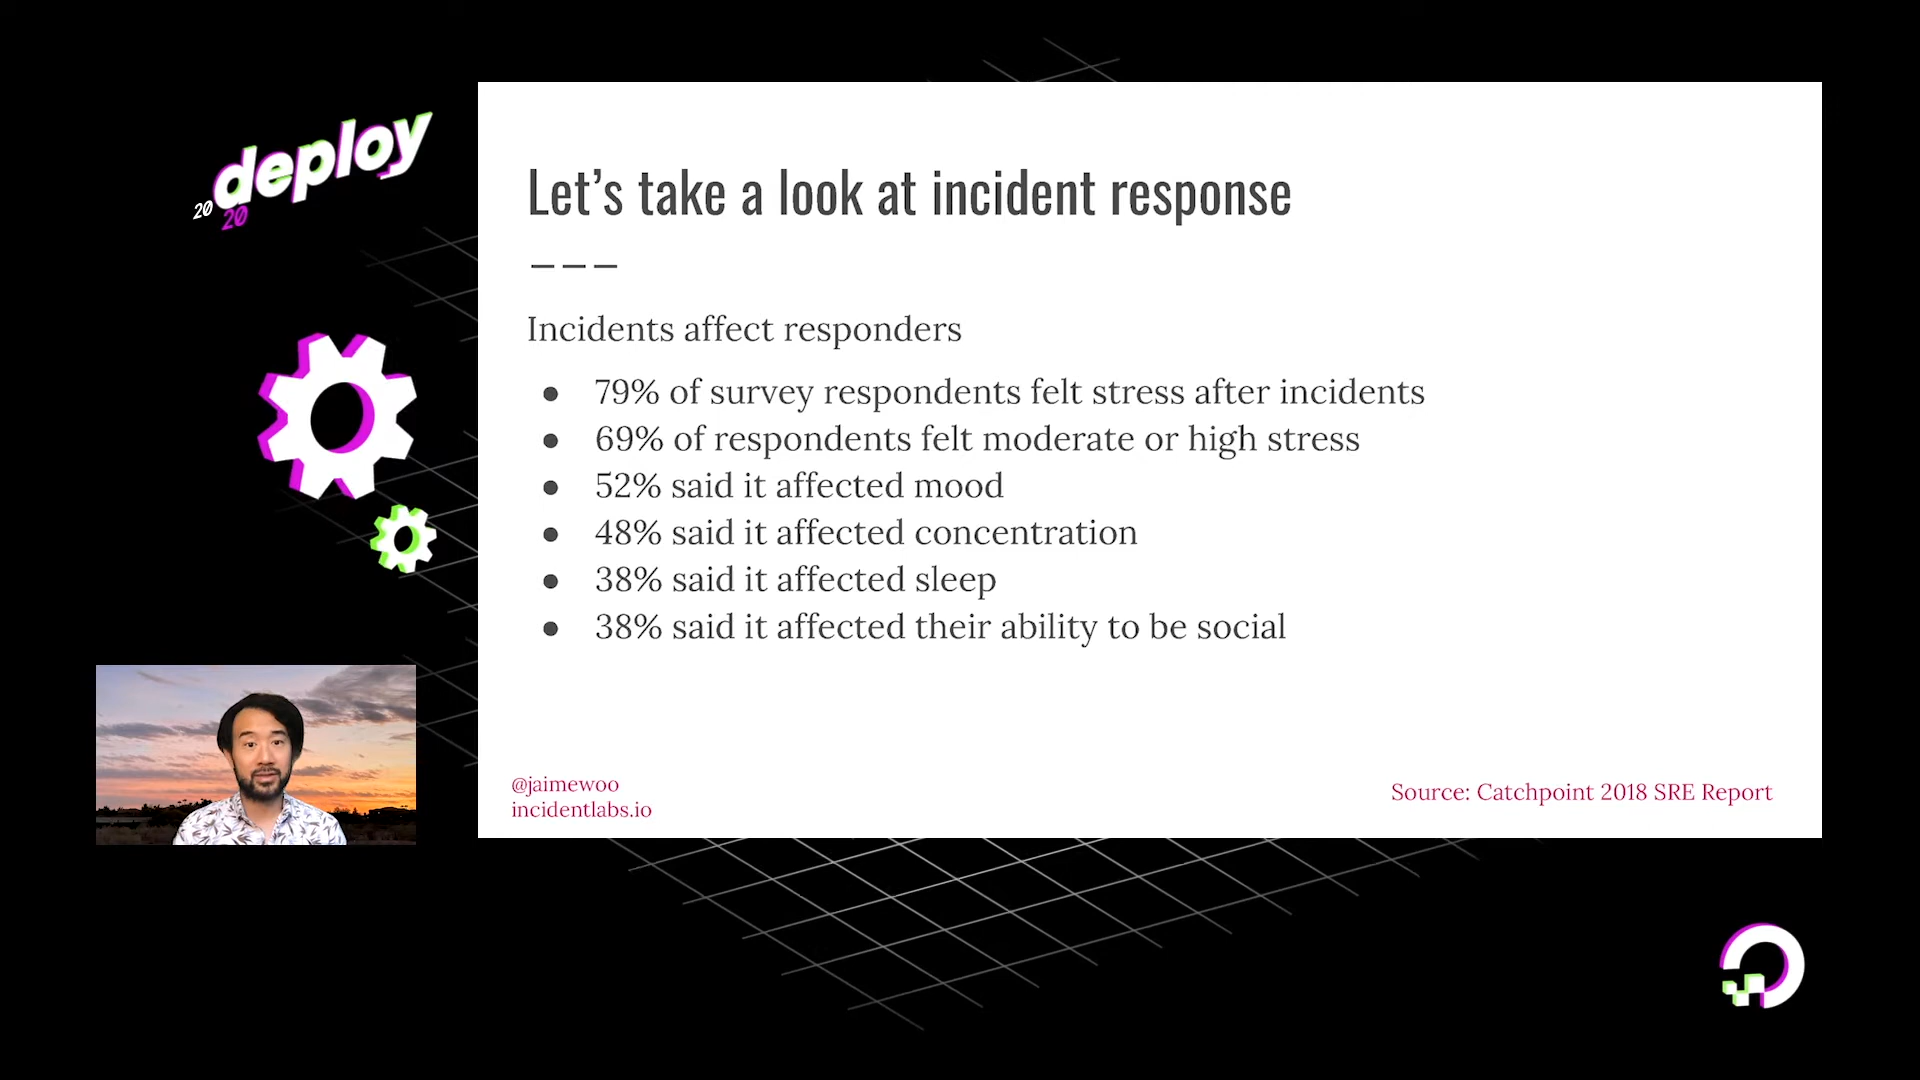 deploy
20
20
Let’s take a look at incident response
Incidents affect responders
● 79% of survey respondents felt stress after incidents
● 69% of respondents felt moderate or high stress
● 52% said it affected mood
● 48% said it affected concentration
● 38% said it affected sleep
● 38% said it affected their ability to be social
@jaimewoo
incidentlabs.io
Source: Catchpoint 2018 SRE Report